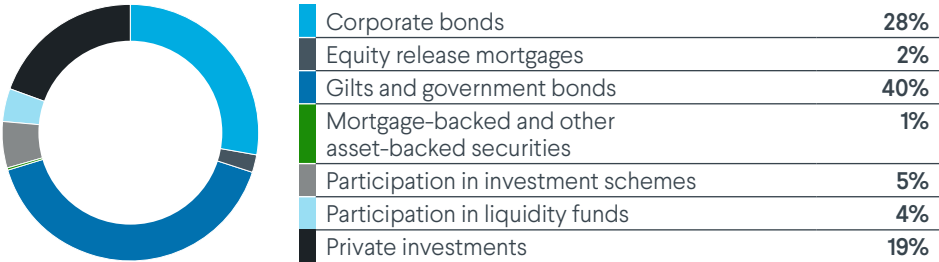 Corporate bonds 28%
Equity release mortgages 2%
Gilts and government bonds 40%
Mortgage-backed and other 1%
asset-backed securities
Participation in investment schemes 5%
Participation in liquidity funds 4%
Private investments 19%